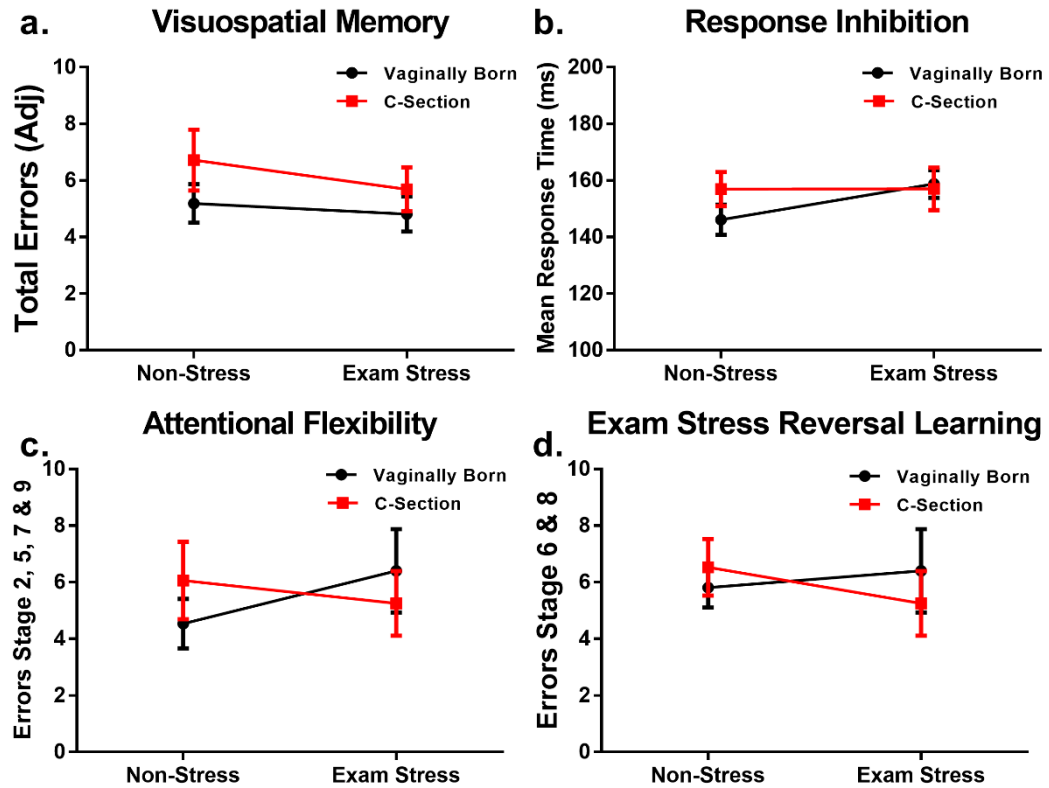 a. Visuospatial Memory
Total Errors (Adj)
10
8
6
4
2
0
Vaginally Born
C-Section
Non-Stress Exam Stress
b. Response Inhibition
Mean Response Time (ms)
200
180
160
140
120
100
Vaginally Born
C-Section
Non-Stress Exam Stress
c. Attentional Flexibility
Errors Stage 2, 5, 7 & 9
10
8
6
4
2
0
Vaginally Born
C-Section
Non-Stress Exam Stress
d. Exam Stress Reversal Learning
Errors Stage 6 & 8
10
8
6
4
2
0
Vaginally Born
C-Section
Non-Stress Exam Stress